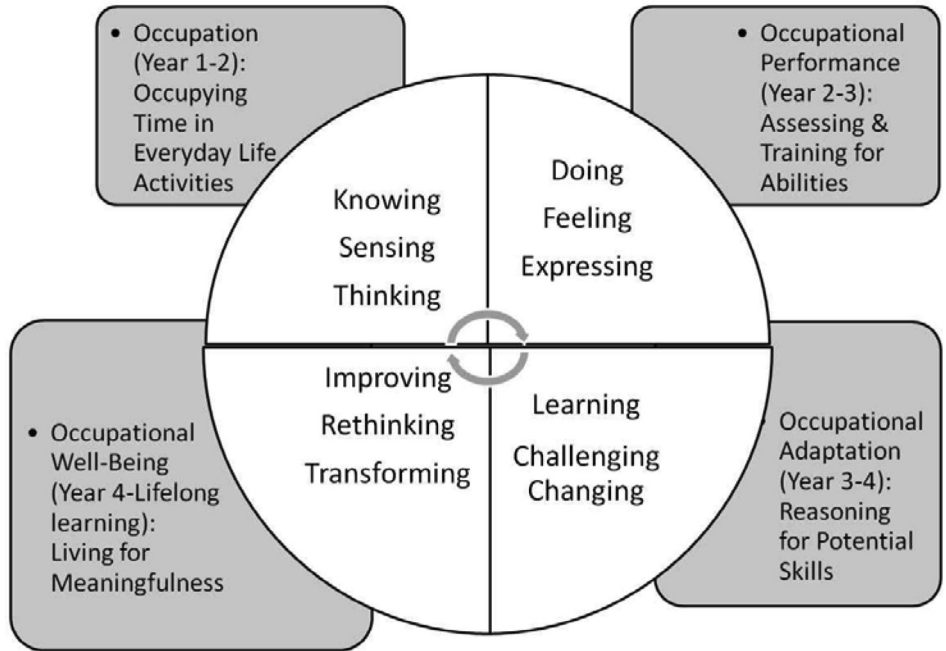 • Occupation
(Year 1-2):
Occupying
Time in
Everyday Life
Activities
Knowing
Sensing
Thinking
• Occupational
Performance
(Year 2-3):
Assessing &
Training for
Abilities
Doing
Feeling
Expressing
• Occupational
Well-Being
(Year 4-Lifelong
learning):
Living for
Meaningfulness
Improving
Rethinking
Transforming
• Occupational
Adaptation
(Year 3-4):
Reasoning
for Potential
Skills
Learning
Challenging
Changing